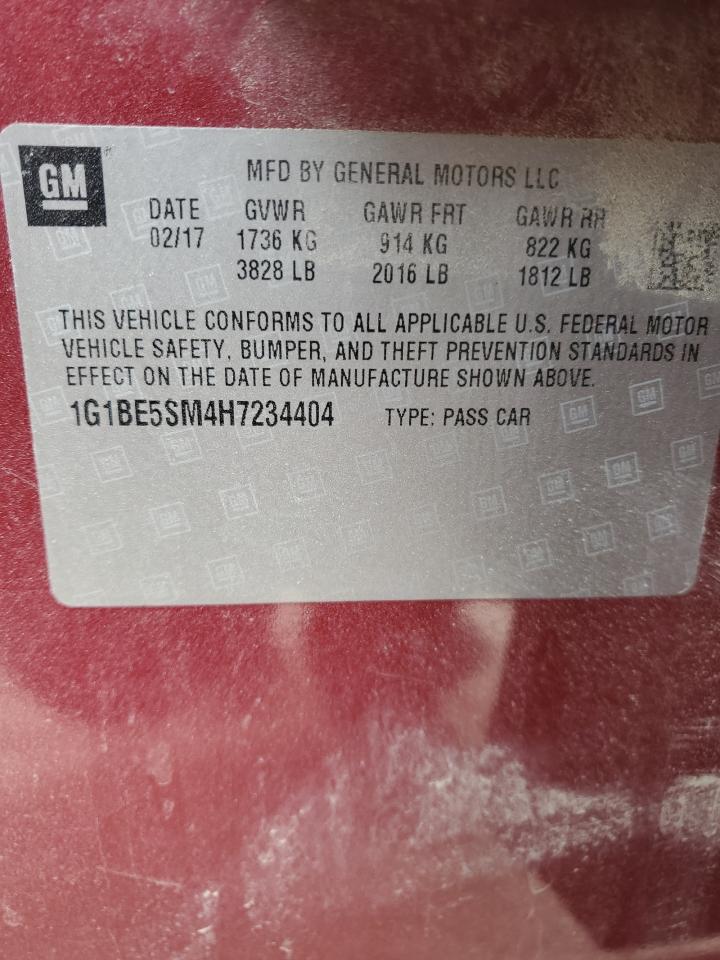 GM
MFD BY GENERAL MOTORS LLC
DATE GVWR GAWR FRT GAWR RR
02/17 1736 KG 914 KG 822 KG
3828 LB 2016 LB 1812 LB
THIS VEHICLE CONFORMS TO ALL APPLICABLE U.S. FEDERAL MOTOR
VEHICLE SAFETY, BUMPER, AND THEFT PREVENTION STANDARDS IN
EFFECT ON THE DATE OF MANUFACTURE SHOWN ABOVE.
1G1BE5SM4H7234404 TYPE: PASS CAR